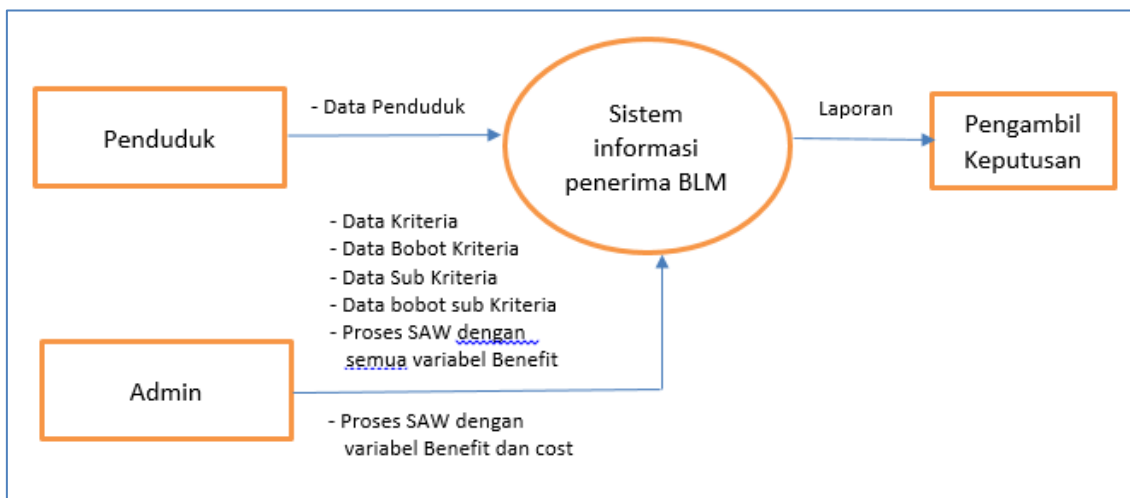 Penduduk
- Data Penduduk
Sistem
informasi
penerima BLM
Laporan
Pengambil
Keputusan
- Data Kriteria
- Data Bobot Kriteria
- Data Sub Kriteria
- Data bobot sub Kriteria
- Proses SAW dengan
semua variabel Benefit
Admin
- Proses SAW dengan
variabel Benefit dan cost